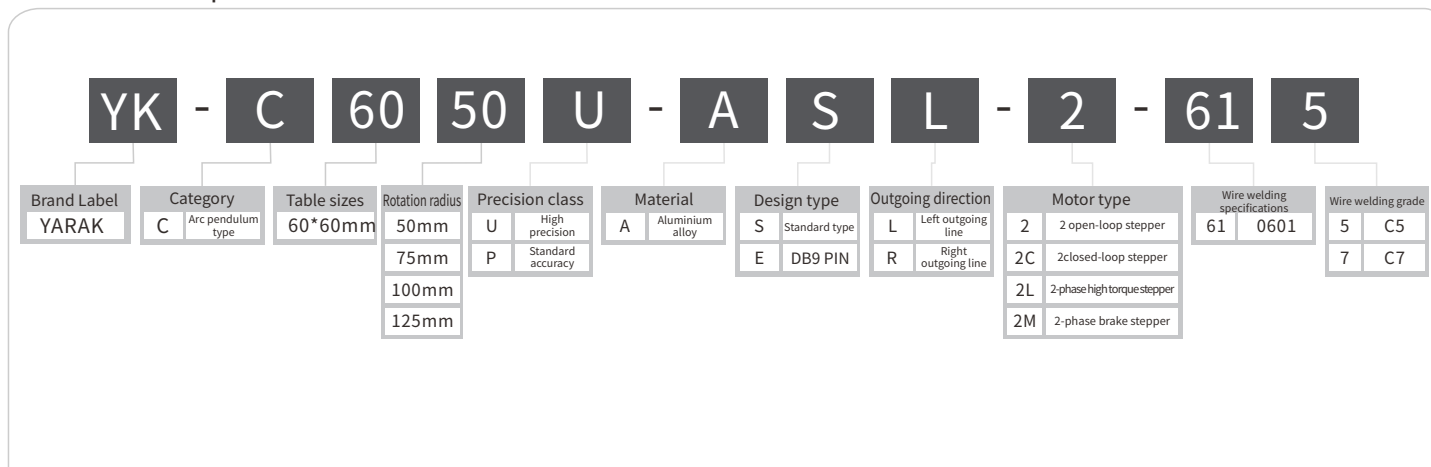 YK - C 60 50 U - A S L - 2 - 61 5
Brand Label
YARAK
Category
C Arc pendulum
type
Table sizes
60*60mm
Rotation radius
50mm
75mm
100mm
125mm
Precision class
U High
precision
P Standard
accuracy
Material
A Aluminium
alloy
Design type
S Standard type
E DB9 PIN
Outgoing direction
L Left outgoing
line
R Right
outgoing line
Motor type
2 2 open-loop stepper
2C 2closed-loop stepper
2L 2-phase high torque stepper
2M 2-phase brake stepper
Wire welding
specifications
61 0601
Wire welding grade
5 C5
7 C7